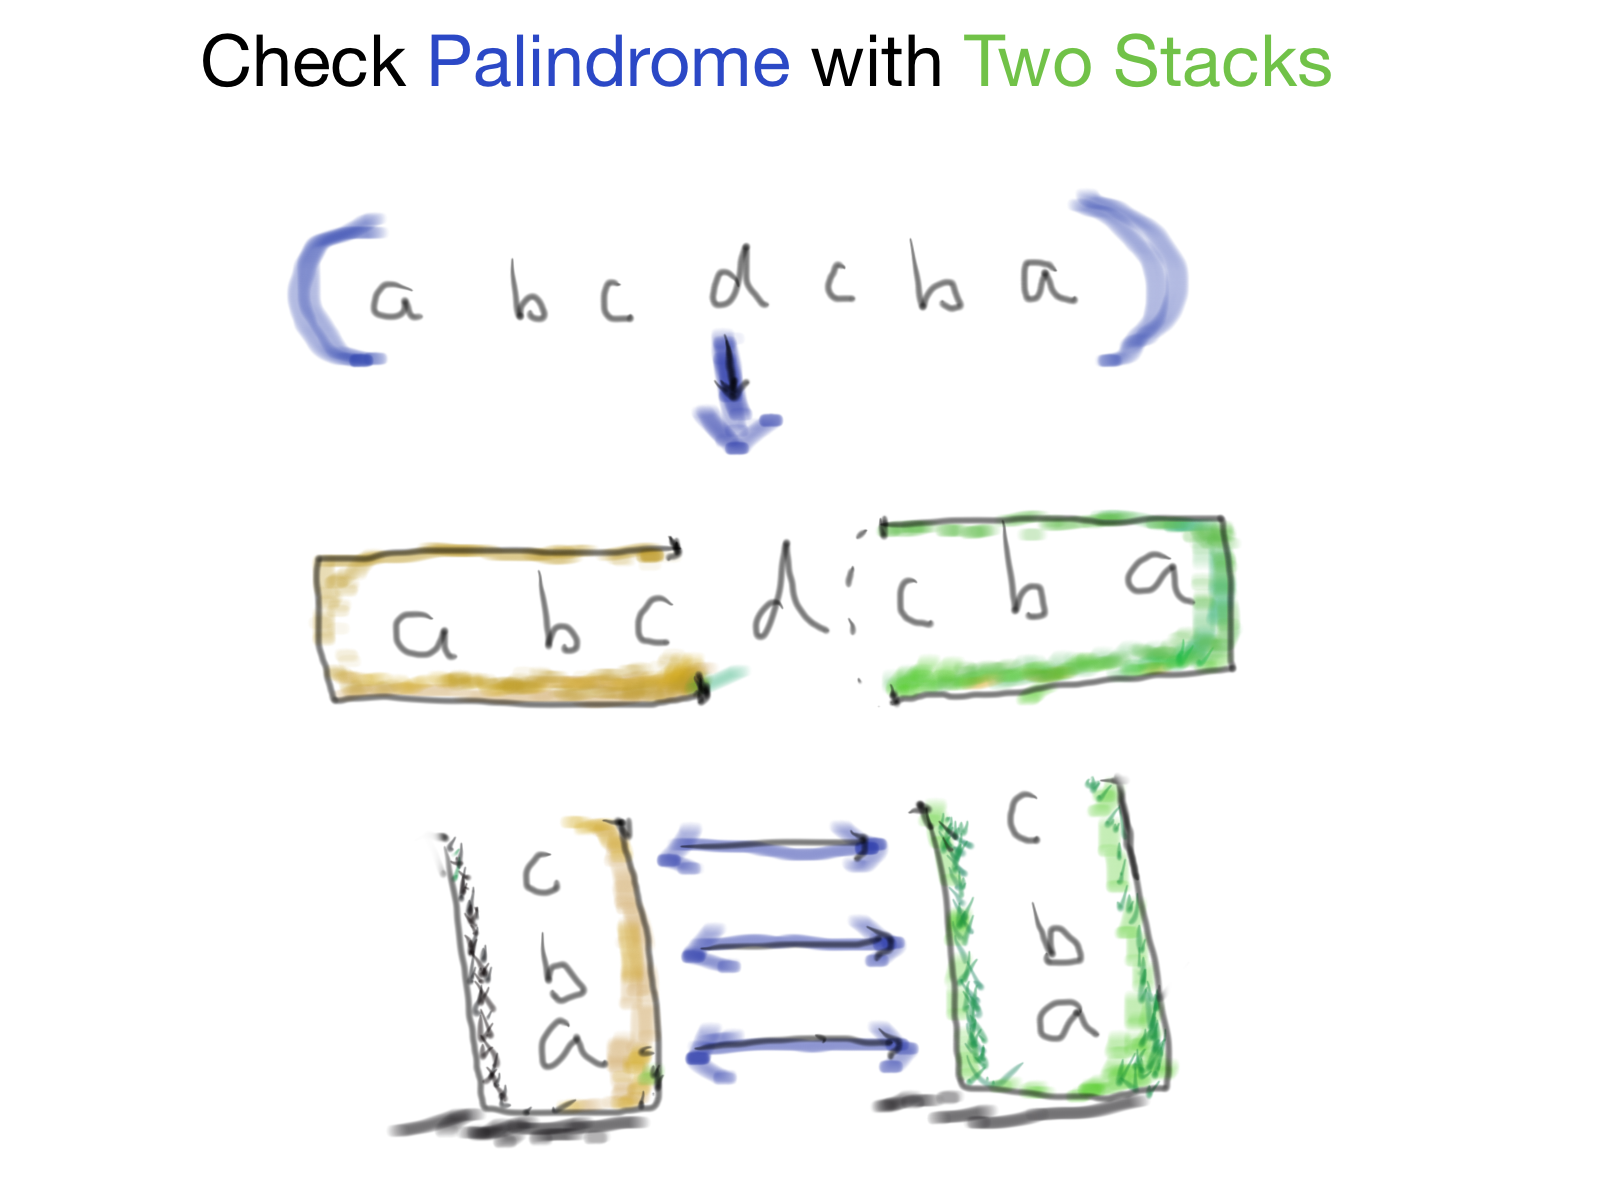 Check Palindrome with Two Stacks
( a b c d c b a )
a b c d c b a
c c
b b
a a